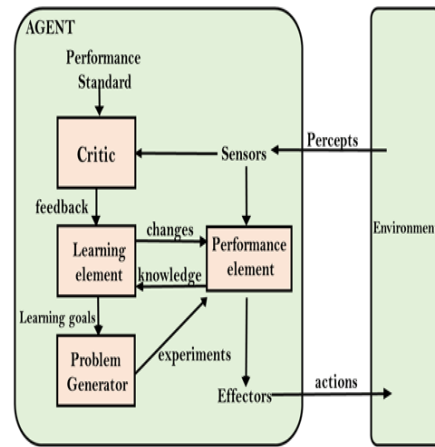 AGENT
Performance
Standard
Critic
Sensors
Percepts
feedback
changes
Learning
element
Performance
element
Environmen
knowledge
Learning goals
Problem
Generator
experiments
Effectors
actions